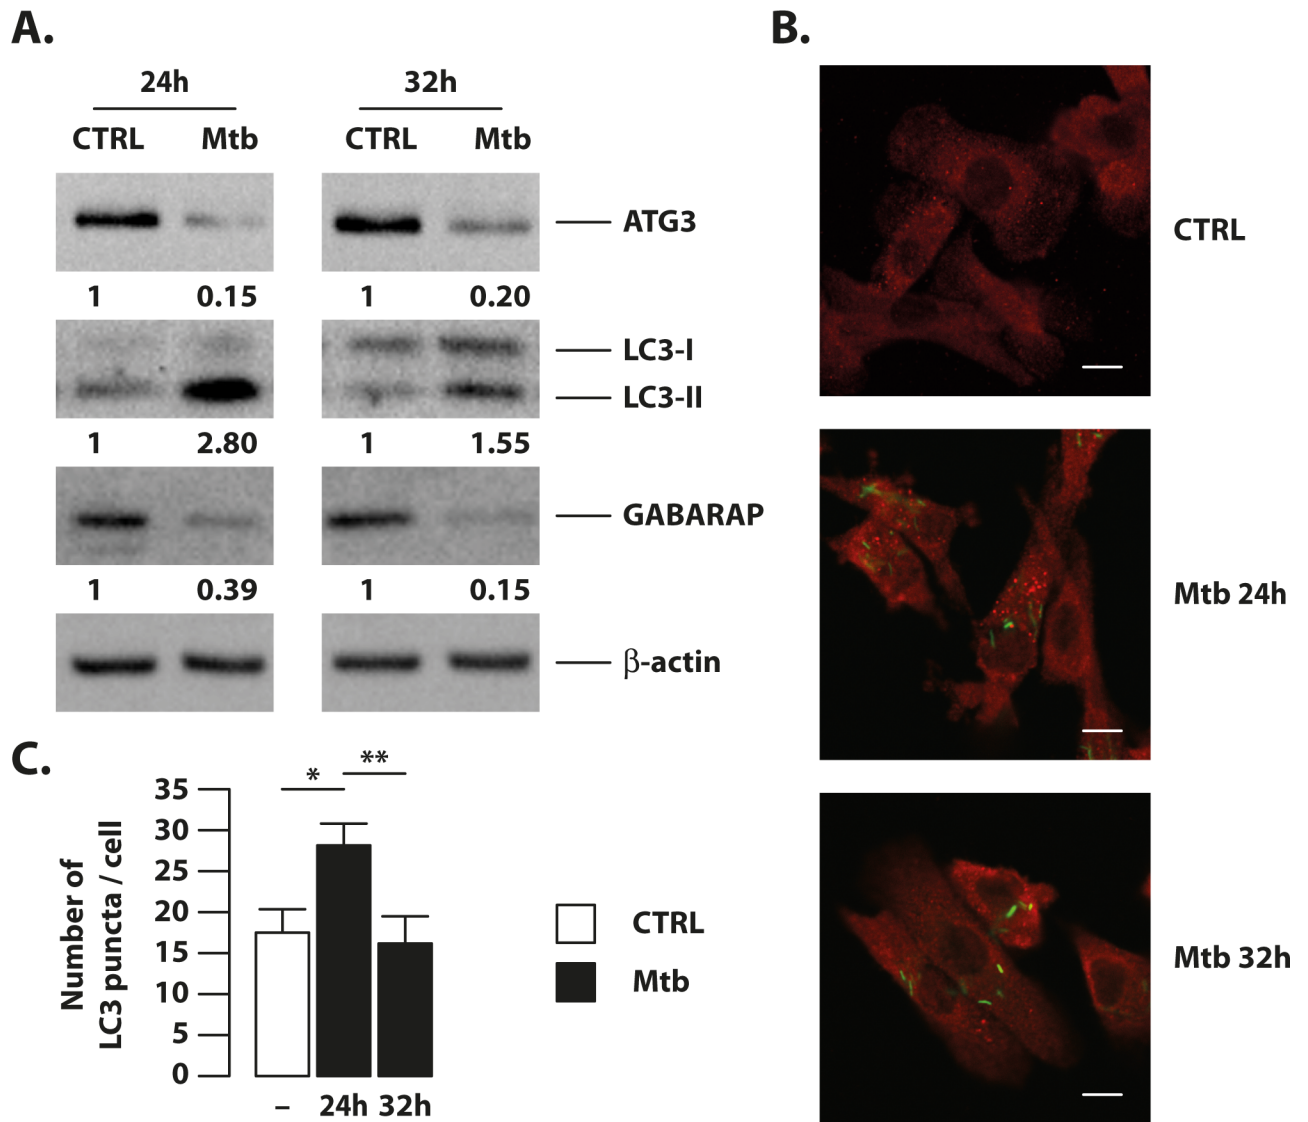 A.
24h 32h
CTRL Mtb CTRL Mtb
ATG3
1 0.15 1 0.20
LC3-I
LC3-II
1 2.80 1 1.55
GABARAP
1 0.39 1 0.15
β-actin
B.
CTRL
Mtb 24h
Mtb 32h
C.
* **
Number of
LC3 puncta / cell
35
30
25
20
15
10
5
0
– 24h 32h
CTRL
Mtb